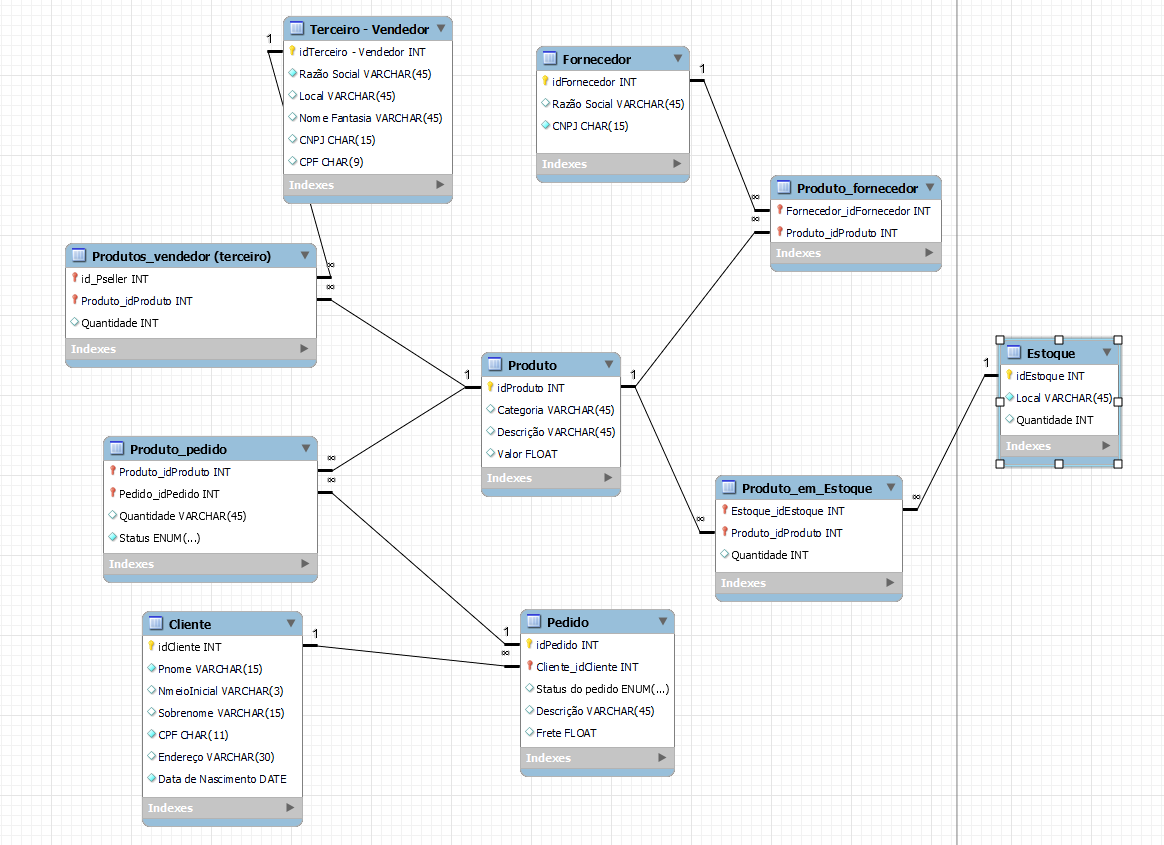 1
Terceiro - Vendedor
idTerceiro - Vendedor INT
Razão Social VARCHAR(45)
Local VARCHAR(45)
Nome Fantasia VARCHAR(45)
CNPJ CHAR(15)
CPF CHAR(9)
Indexes
Fornecedor
1
idFornecedor INT
Razão Social VARCHAR(45)
CNPJ CHAR(15)
Indexes
Produto_fornecedor
∞
Fornecedor_idFornecedor INT
∞
Produto_idProduto INT
Indexes
Produtos_vendedor (terceiro)
∞
id_Pseller INT
∞
Produto_idProduto INT
Quantidade INT
Indexes
Produto
1
1
idProduto INT
Categoria VARCHAR(45)
Descrição VARCHAR(45)
Valor FLOAT
Indexes
Estoque
1
idEstoque INT
Local VARCHAR(45)
Quantidade INT
Indexes
Produto_pedido
∞
Produto_idProduto INT
∞
Pedido_idPedido INT
Quantidade VARCHAR(45)
Status ENUM(...)
Indexes
Produto_em_Estoque
∞
Estoque_idEstoque INT
∞
Produto_idProduto INT
Quantidade INT
Indexes
Cliente
1
idCliente INT
Pnome VARCHAR(15)
NmeioInicial VARCHAR(3)
Sobrenome VARCHAR(15)
CPF CHAR(11)
Endereço VARCHAR(30)
Data de Nascimento DATE
Indexes
Pedido
1
idPedido INT
∞
Cliente_idCliente INT
Status do pedido ENUM(...)
Descrição VARCHAR(45)
Frete FLOAT
Indexes